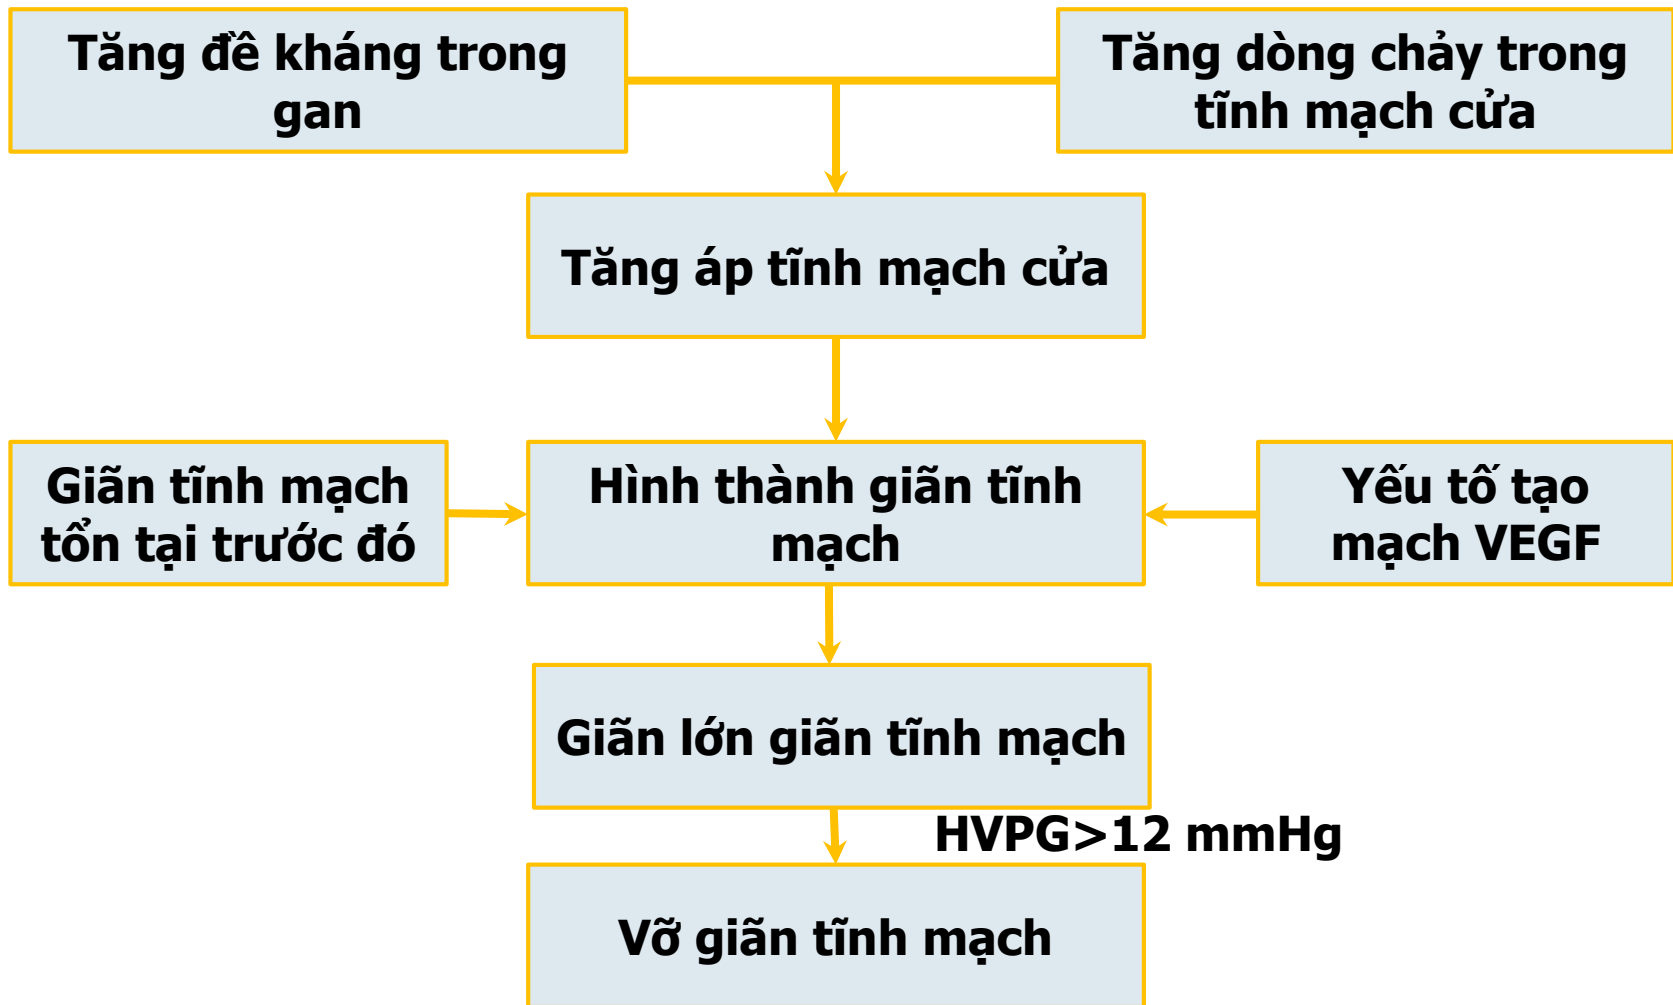 Tăng đề kháng trong
gan
Tăng dòng chảy trong
tĩnh mạch cửa
Tăng áp tĩnh mạch cửa
Giãn tĩnh mạch
tổn tại trước đó
Hình thành giãn tĩnh
mạch
Yếu tố tạo
mạch VEGF
Giãn lớn giãn tĩnh mạch
HVPG>12 mmHg
Vỡ giãn tĩnh mạch